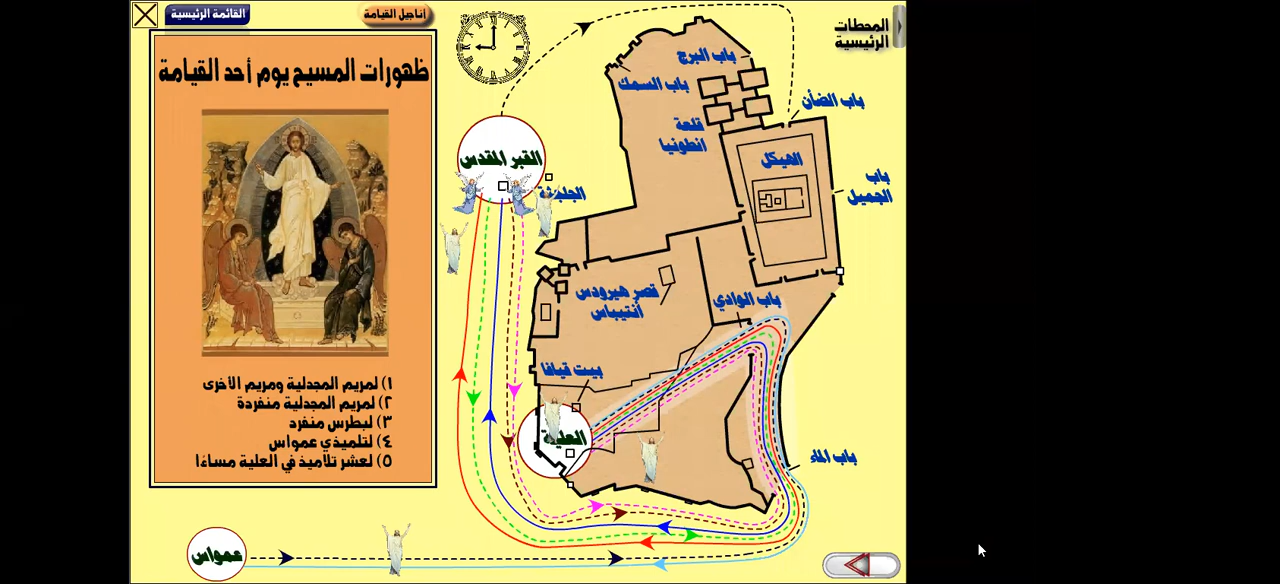 القائمة الرئيسية
أناجيل القيامة
المحطات
الرئيسية
ظهورات المسيح يوم أحد القيامة
١) لمريم المجدلية ومريم الأخرى
٢) لمريم المجدلية منفردة
٣) لبطرس منفرد
٤) لتلميذي عمواس
٥) لعشر تلاميذ في العلية مساءًا
باب البرج
باب السمك
باب الضأن
قلعة
انطونيا
الهيكل
باب
الجميل
القبر المقدس
الجلجثة
قصر هيرودس
أنتيباس
باب الوادي
بيت قيافا
العلية
باب الماء
عمواس